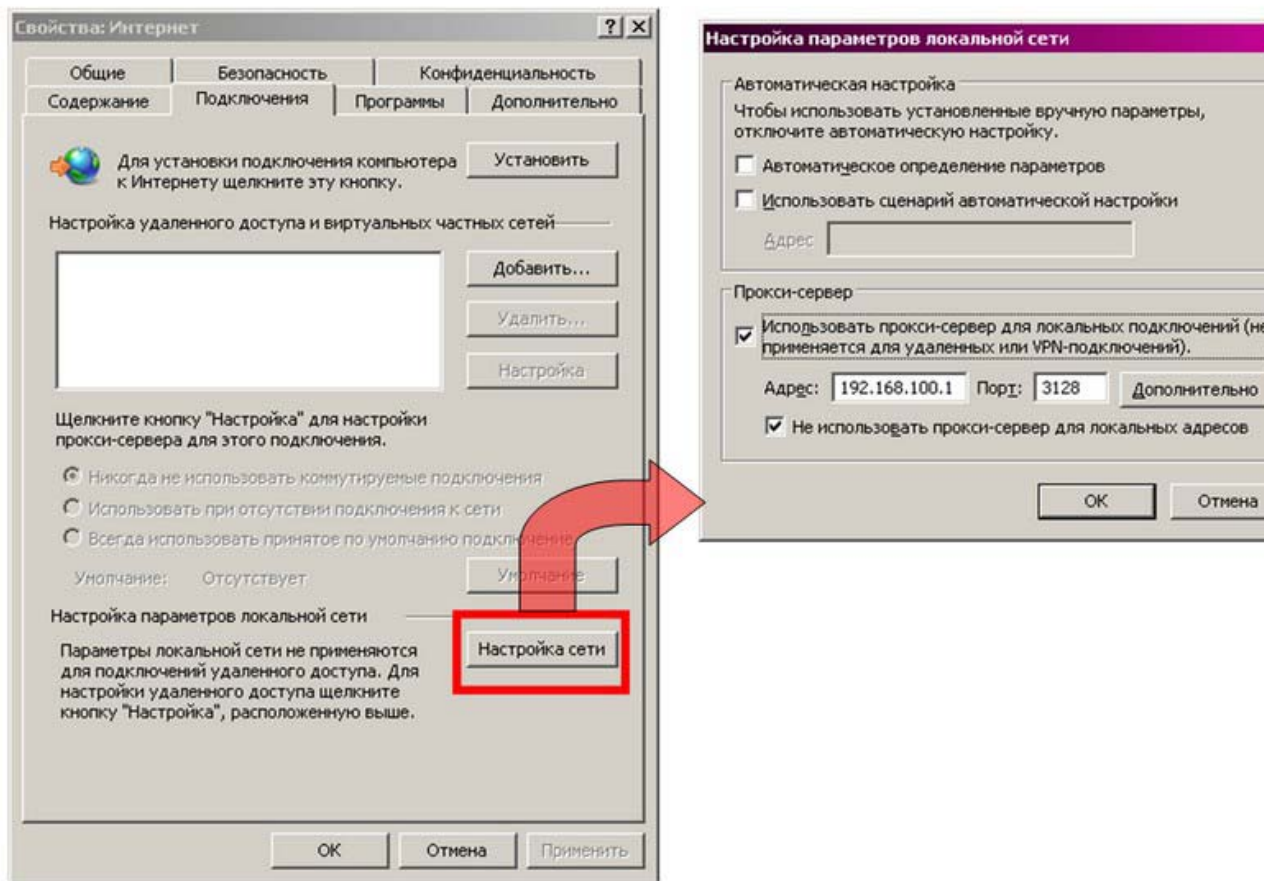 Свойства: Интернет
Общие Безопасность Конфиденциальность
Содержание Подключения Программы Дополнительно
Для установки подключения компьютера
к Интернету щелкните эту кнопку.
Установить
Настройка удаленного доступа и виртуальных частных сетей
Добавить...
Удалить...
Настройка
Щелкните кнопку "Настройка" для настройки
прокси-сервера для этого подключения.
Никогда не использовать коммутируемые подключения
Использовать при отсутствии подключения к сети
Всегда использовать принятое по умолчанию подключение
Умолчание: Отсутствует Умолчание
Настройка параметров локальной сети
Параметры локальной сети не применяются
для подключений удаленного доступа. Для
настройки удаленного доступа щелкните
кнопку "Настройка", расположенную выше.
Настройка сети
ОК Отмена Применить
Настройка параметров локальной сети
Автоматическая настройка
Чтобы использовать установленные вручную параметры,
отключите автоматическую настройку.
Автоматическое определение параметров
Использовать сценарий автоматической настройки
Адрес
Прокси-сервер
Использовать прокси-сервер для локальных подключений (не
применяется для удаленных или VPN-подключений).
Адрес: 192.168.100.1 Порт: 3128 Дополнительно
Не использовать прокси-сервер для локальных адресов
ОК Отмена